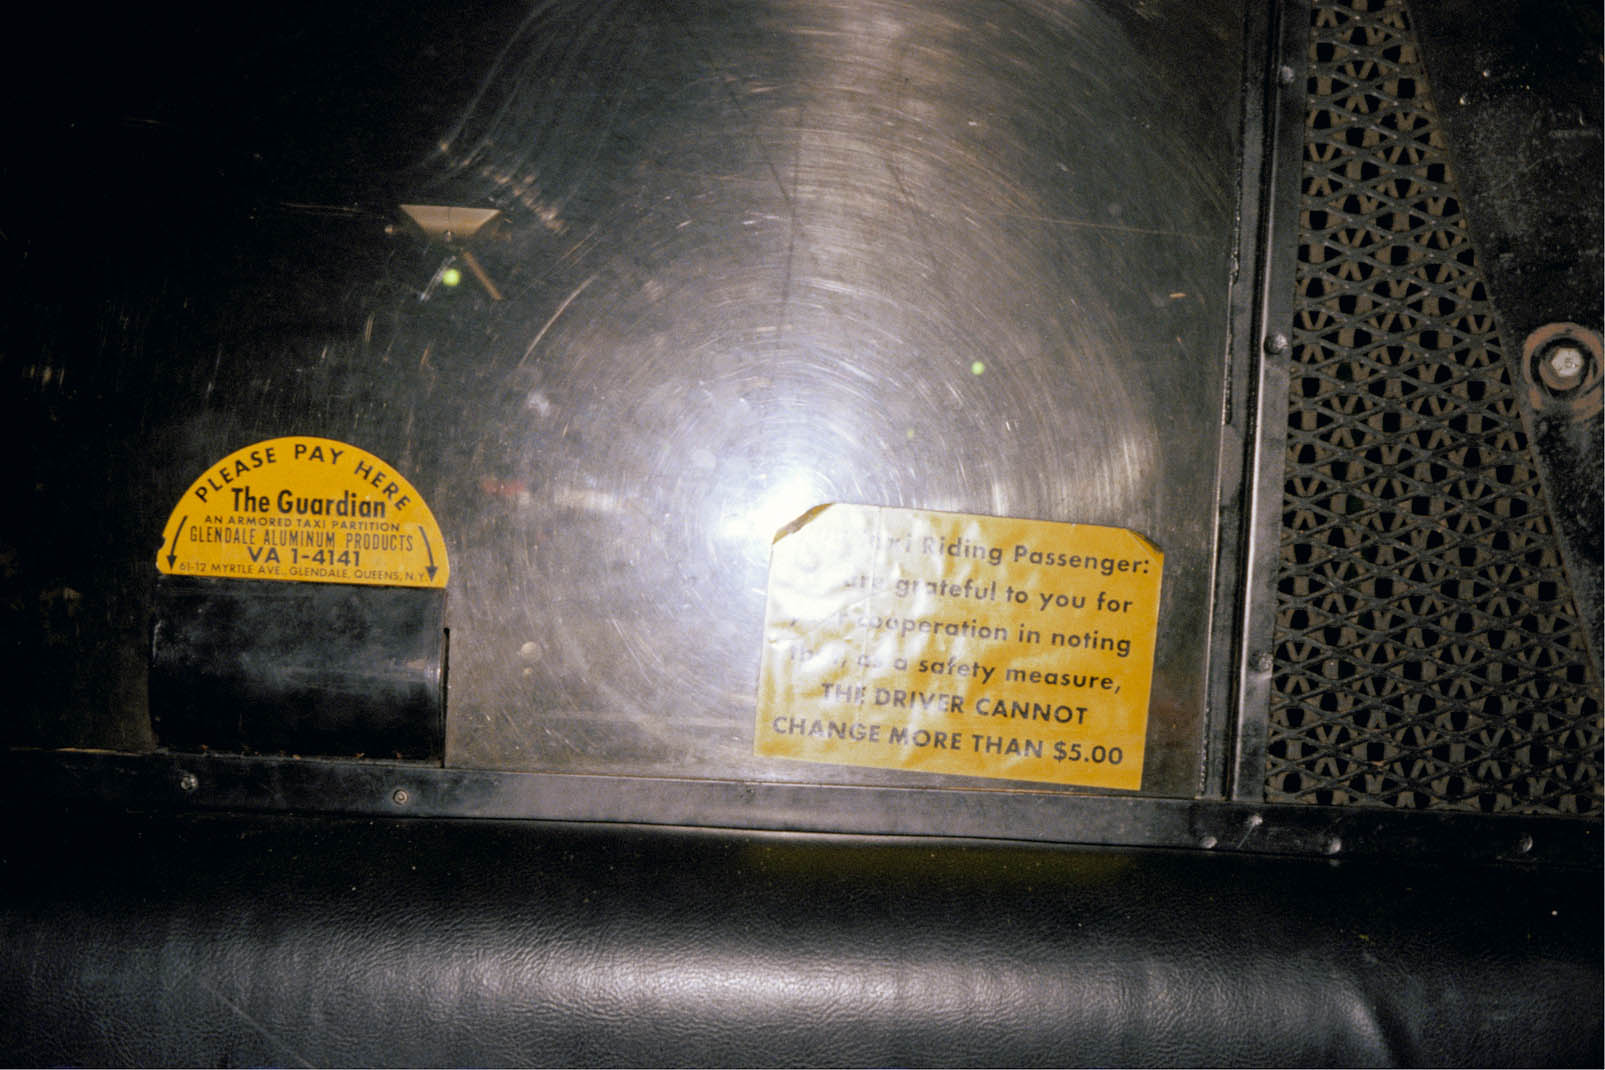 PLEASE PAY HERE
The Guardian
AN ARMORED TAXI PARTITION
GLENDALE ALUMINUM PRODUCTS
VA 1-4141
61-12 MYRTLE AVE., GLENDALE, QUEENS, N.Y.
Riding Passenger:
are grateful to you for
cooperation in noting
as a safety measure,
THE DRIVER CANNOT
CHANGE MORE THAN $5.00